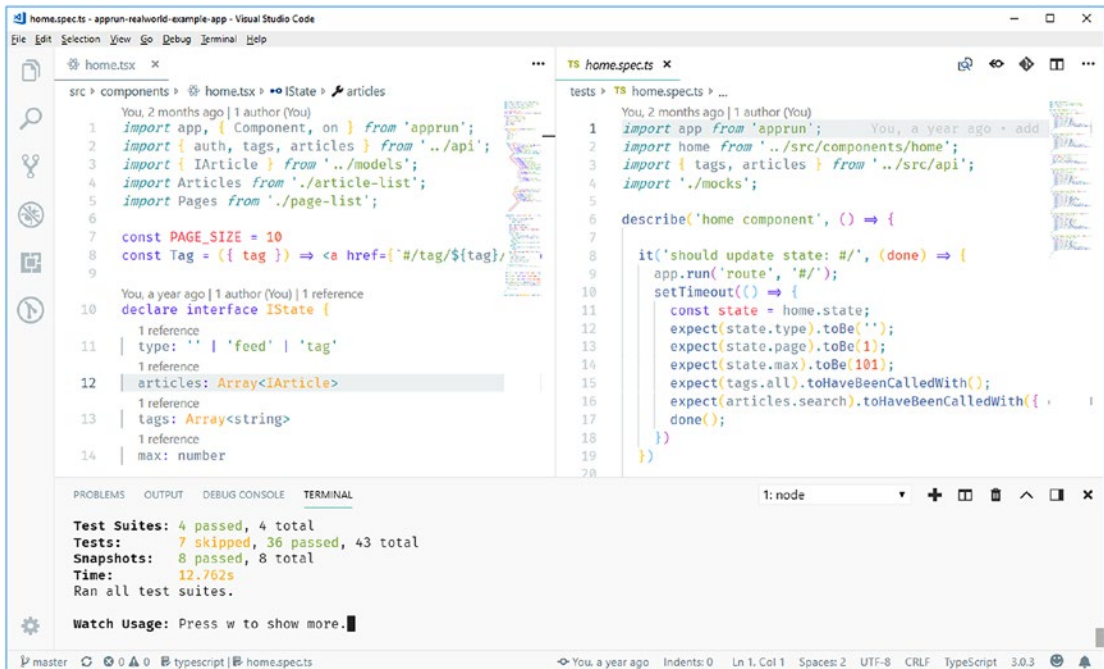 home.spec.ts - apprun-realworld-example-app - Visual Studio Code
File Edit Selection View Go Debug Terminal Help
home.tsx ×
src › components › home.tsx › IState › articles
You, 2 months ago | 1 author (You)
1 import app, { Component, on } from 'apprun';
2 import { auth, tags, articles } from '../api';
3 import { IArticle } from '../models';
4 import Articles from './article-list';
5 import Pages from './page-list';
6
7 const PAGE_SIZE = 10
8 const Tag = ({ tag }) ⇒ <a href={`#/tag/${tag}/
9
You, a year ago | 1 author (You) | 1 reference
10 declare interface IState {
1 reference
11 type: '' | 'feed' | 'tag'
1 reference
12 articles: Array<IArticle>
1 reference
13 tags: Array<string>
1 reference
14 max: number
TS home.spec.ts ×
tests › TS home.spec.ts › ...
You, 2 months ago | 1 author (You)
1 import app from 'apprun'; You, a year ago • add
2 import home from '../src/components/home';
3 import { tags, articles } from '../src/api';
4 import './mocks';
5
6 describe('home component', () ⇒ {
7
8 it('should update state: #/', (done) ⇒ {
9 app.run('route', '#/');
10 setTimeout(() ⇒ {
11 const state = home.state;
12 expect(state.type).toBe('');
13 expect(state.page).toBe(1);
14 expect(state.max).toBe(101);
15 expect(tags.all).toHaveBeenCalledWith();
16 expect(articles.search).toHaveBeenCalledWith({
17 done();
18 })
19 })
20
PROBLEMS OUTPUT DEBUG CONSOLE TERMINAL 1: node
Test Suites: 4 passed, 4 total
Tests: 7 skipped, 36 passed, 43 total
Snapshots: 8 passed, 8 total
Time: 12.762s
Ran all test suites.
Watch Usage: Press w to show more.
master 0 0 typescript | home.spec.ts You, a year ago Indents: 0 Ln 1, Col 1 Spaces: 2 UTF-8 CRLF TypeScript 3.0.3